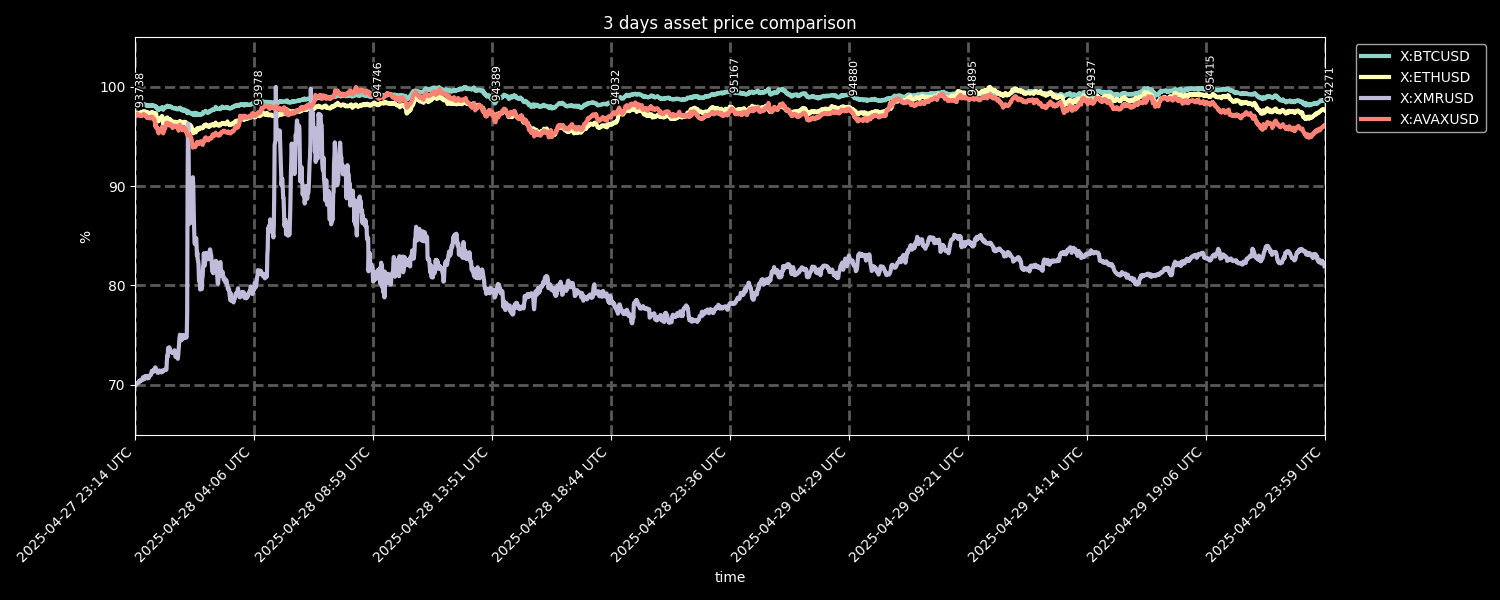 3 days asset price comparison
100
90
80
70
%
93738
93978
94746
94389
94032
95167
94880
94895
94937
95415
94271
X:BTCUSD
X:ETHUSD
X:XMRUSD
X:AVAXUSD
2025-04-27 23:14 UTC
2025-04-28 04:06 UTC
2025-04-28 08:59 UTC
2025-04-28 13:51 UTC
2025-04-28 18:44 UTC
2025-04-28 23:36 UTC
2025-04-29 04:29 UTC
2025-04-29 09:21 UTC
2025-04-29 14:14 UTC
2025-04-29 19:06 UTC
2025-04-29 23:59 UTC
time